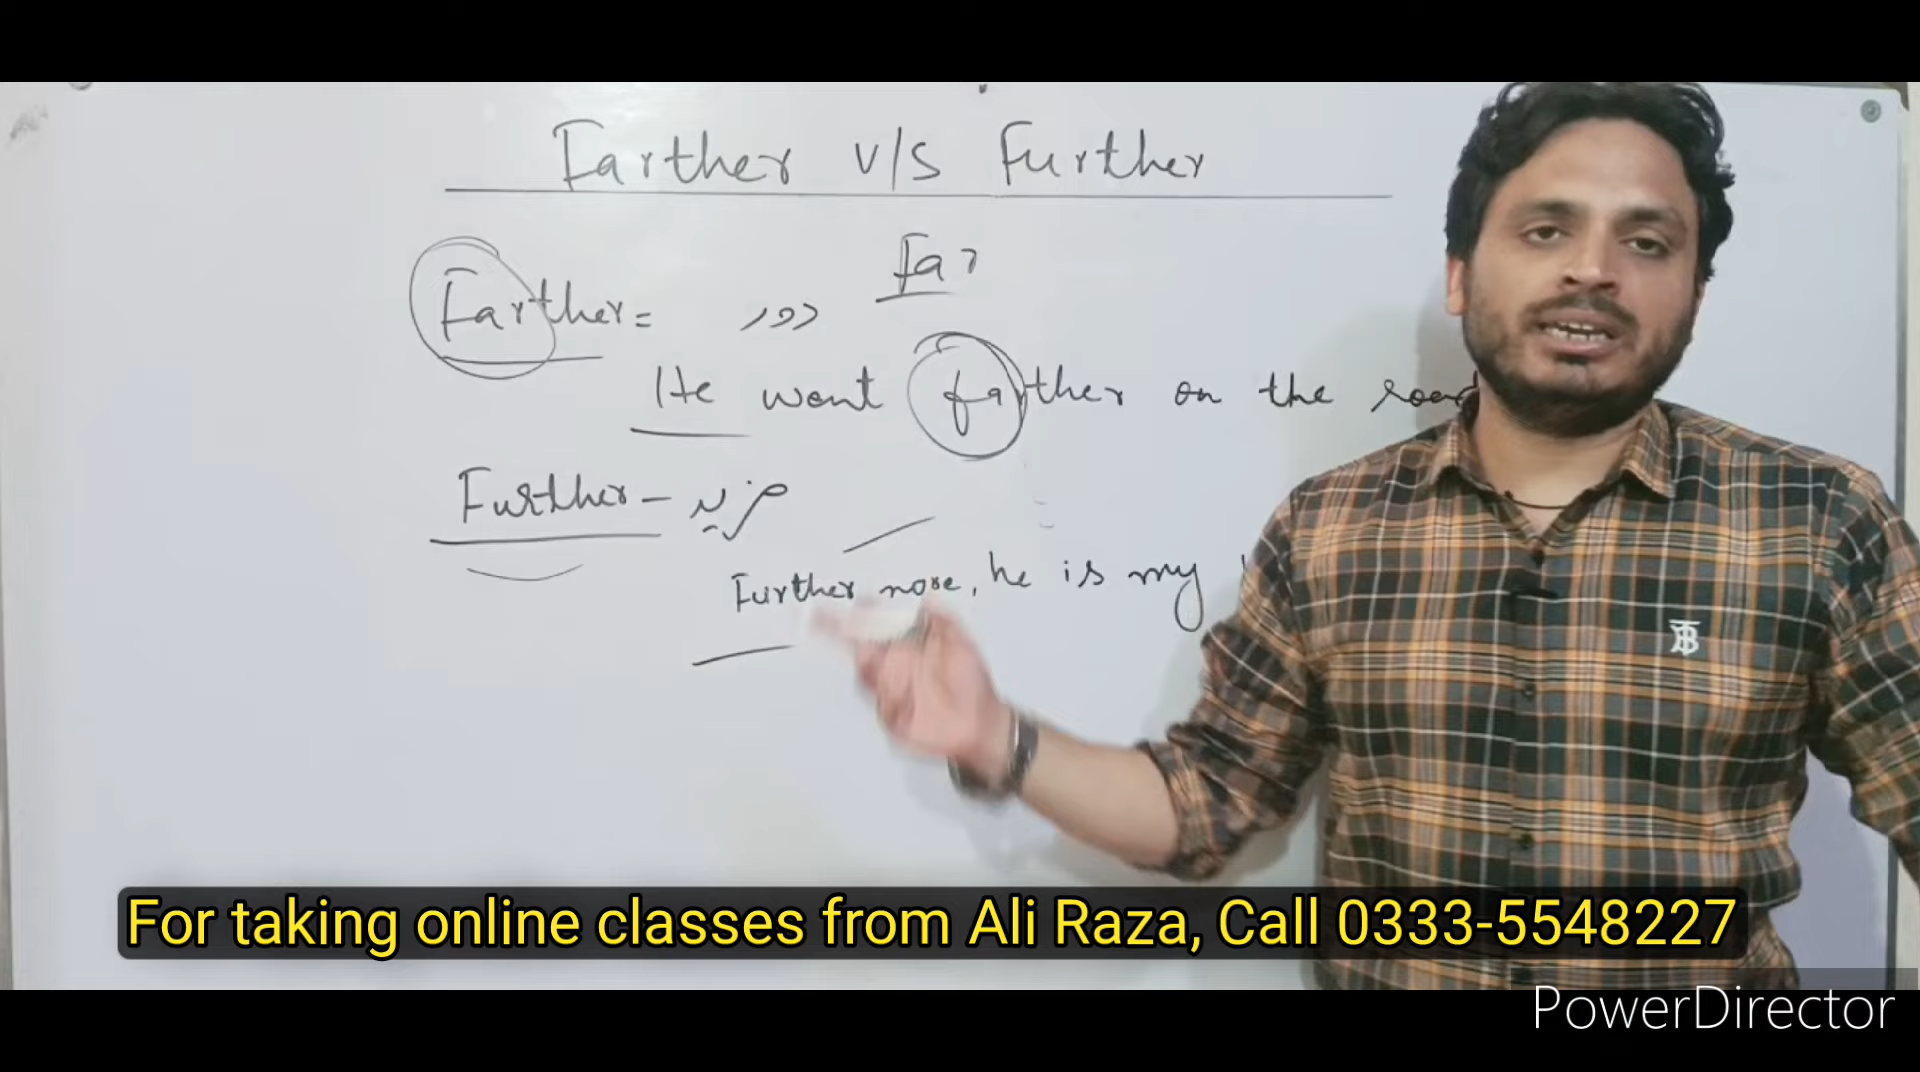 Farther v/s Further
Far
Farther = دور
He went farther on the road
Further – مزید
Further more, he is my
For taking online classes from Ali Raza, Call 0333-5548227
PowerDirector